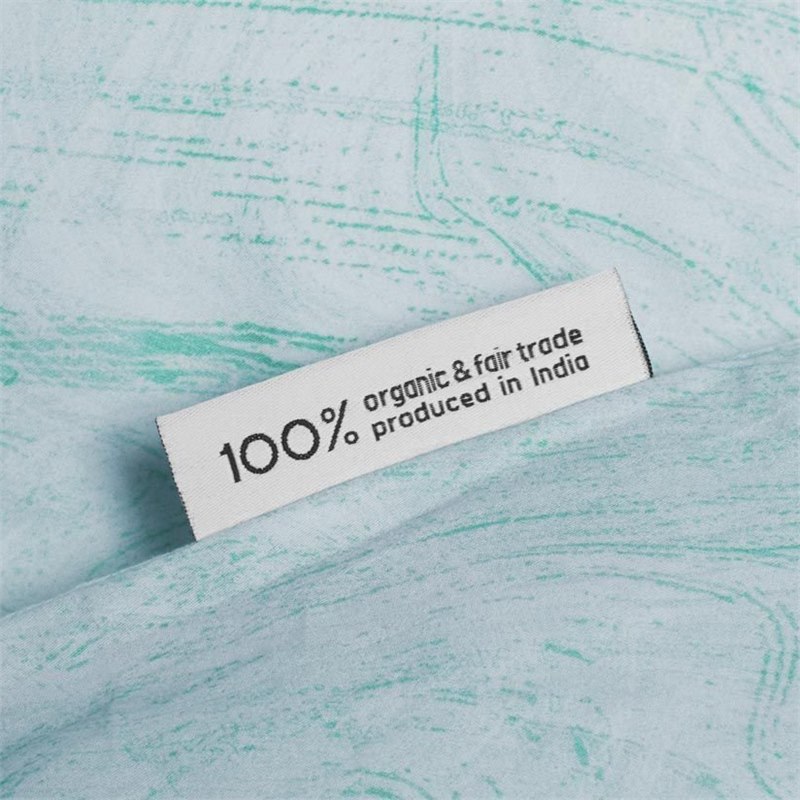 100% organic & fair trade
produced in India